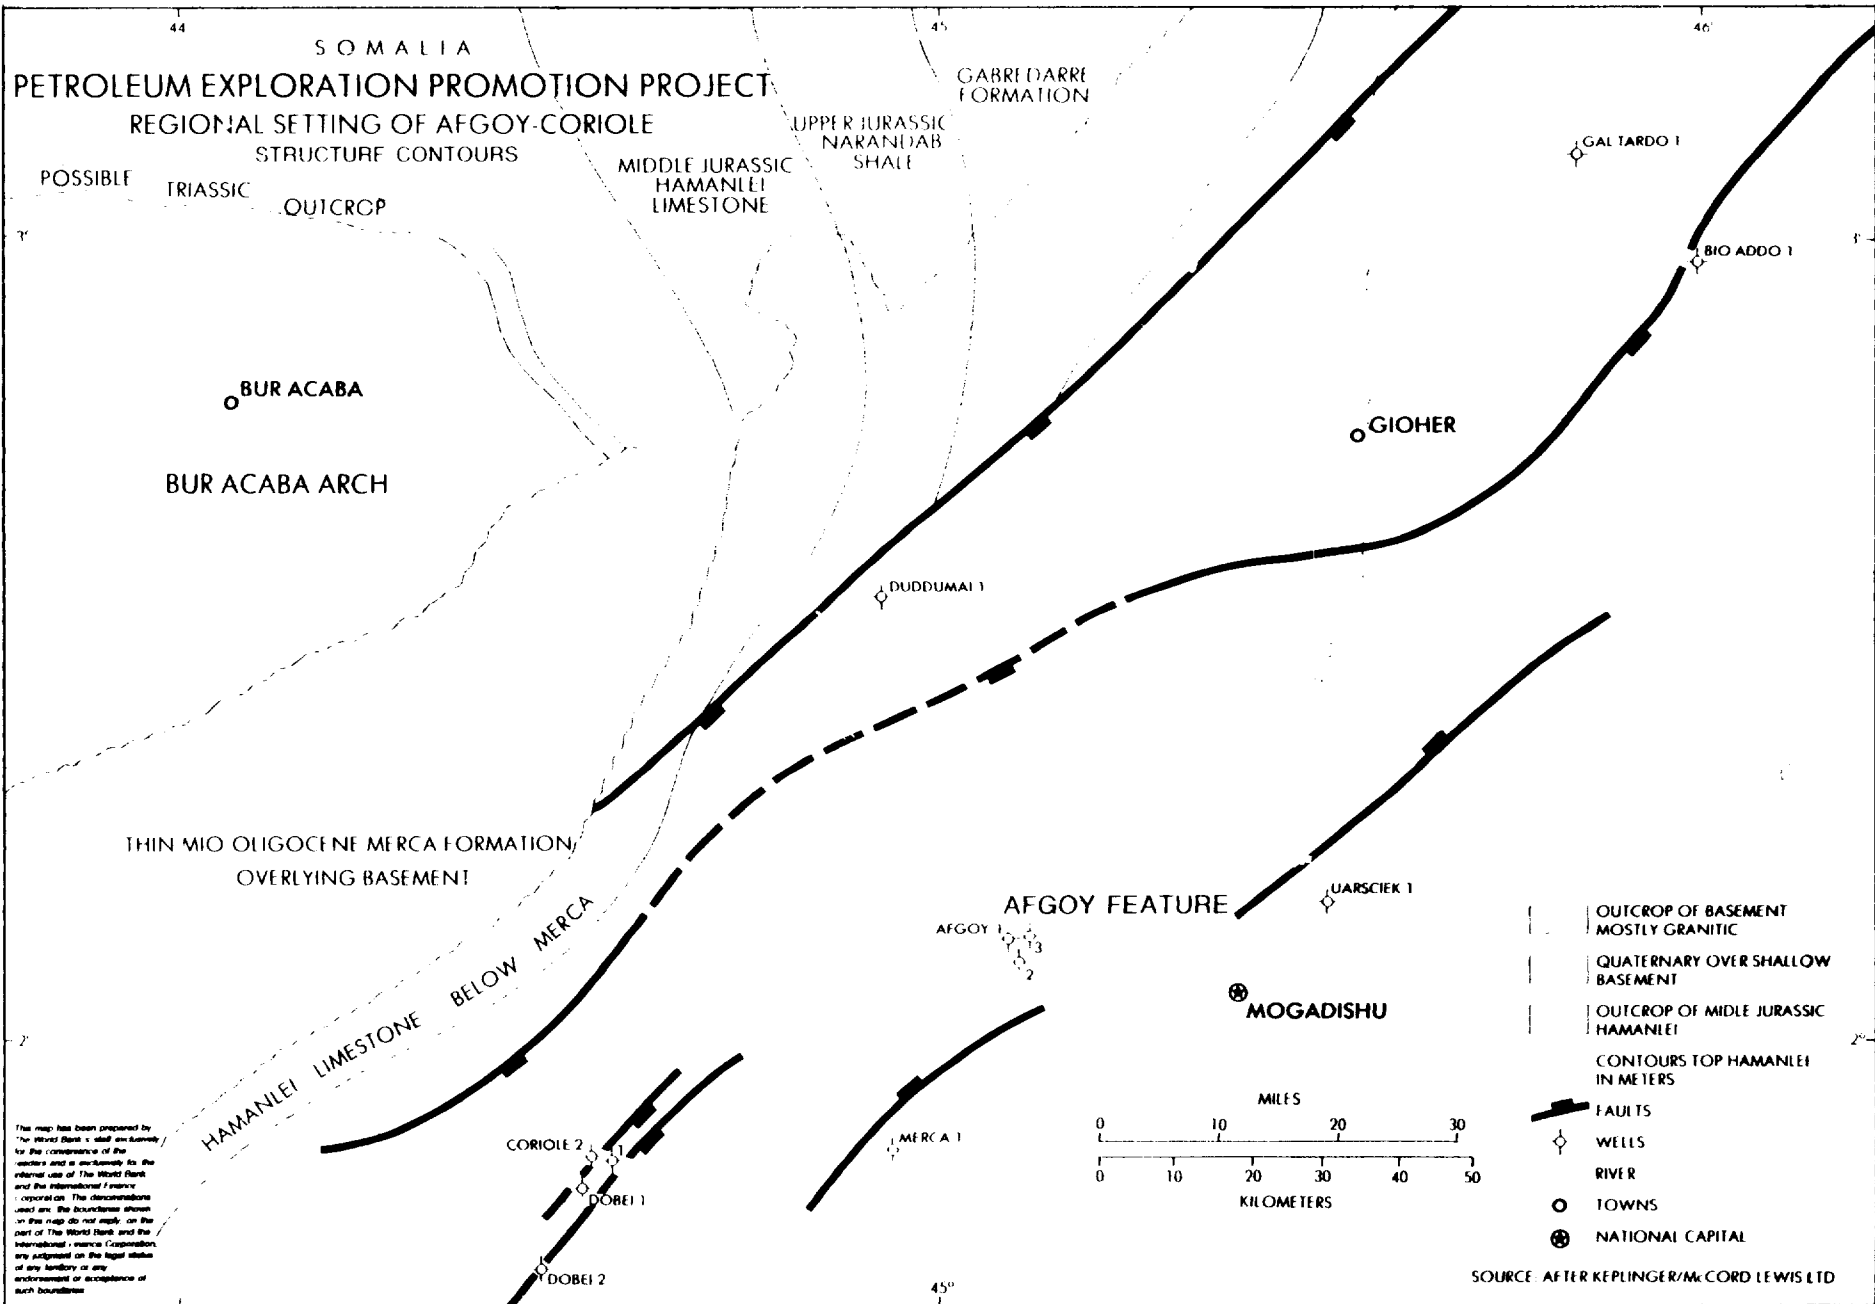 44
45
46°
SOMALIA
PETROLEUM EXPLORATION PROMOTION PROJECT
REGIONAL SETTING OF AFGOY-CORIOLE
STRUCTURE CONTOURS
GABREDARRE
FORMATION
UPPER JURASSIC
NARANDAB
SHALE
MIDDLE JURASSIC
HAMANLEI
LIMESTONE
POSSIBLE TRIASSIC OUTCROP
GAL TARDO 1
3°
3°
BIO ADDO 1
BUR ACABA
GIOHER
BUR ACABA ARCH
DUDDUMAI 1
THIN MIO OLIGOCENE MERCA FORMATION
OVERLYING BASEMENT
HAMANLEI LIMESTONE BELOW MERCA
AFGOY FEATURE
UARSCIEK 1
AFGOY 1
3
2
MOGADISHU
2°
2°
CORIOLE 2
1
DOBEI 1
DOBEI 2
MERCA 1
45°
MILES
0 10 20 30
0 10 20 30 40 50
KILOMETERS
OUTCROP OF BASEMENT
MOSTLY GRANITIC
QUATERNARY OVER SHALLOW
BASEMENT
OUTCROP OF MIDLE JURASSIC
HAMANLEI
CONTOURS TOP HAMANLEI
IN METERS
FAULTS
WELLS
RIVER
TOWNS
NATIONAL CAPITAL
SOURCE: AFTER KEPLINGER/McCORD LEWIS LTD
This map has been prepared by
The World Bank's staff exclusively
for the convenience of the
readers and is exclusively for the
internal use of The World Bank
and the International Finance
Corporation. The denominations
used and the boundaries shown
on this map do not imply, on the
part of The World Bank and the
International Finance Corporation,
any judgment on the legal status
of any territory or any
endorsement or acceptance of
such boundaries